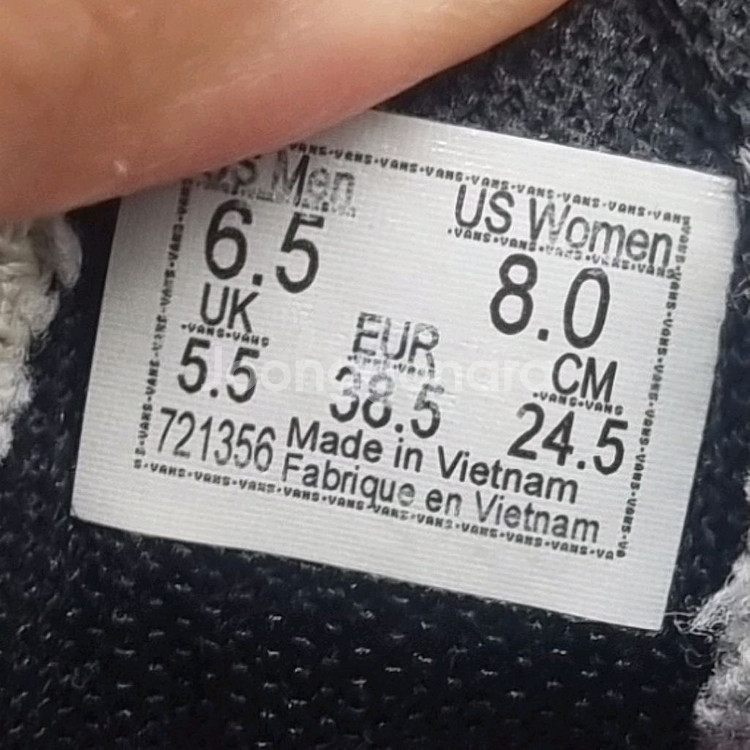 US Men
US Women
6.5
8.0
UK
EUR
CM
5.5
38.5
24.5
721356
Made in Vietnam
Fabrique en Vietnam